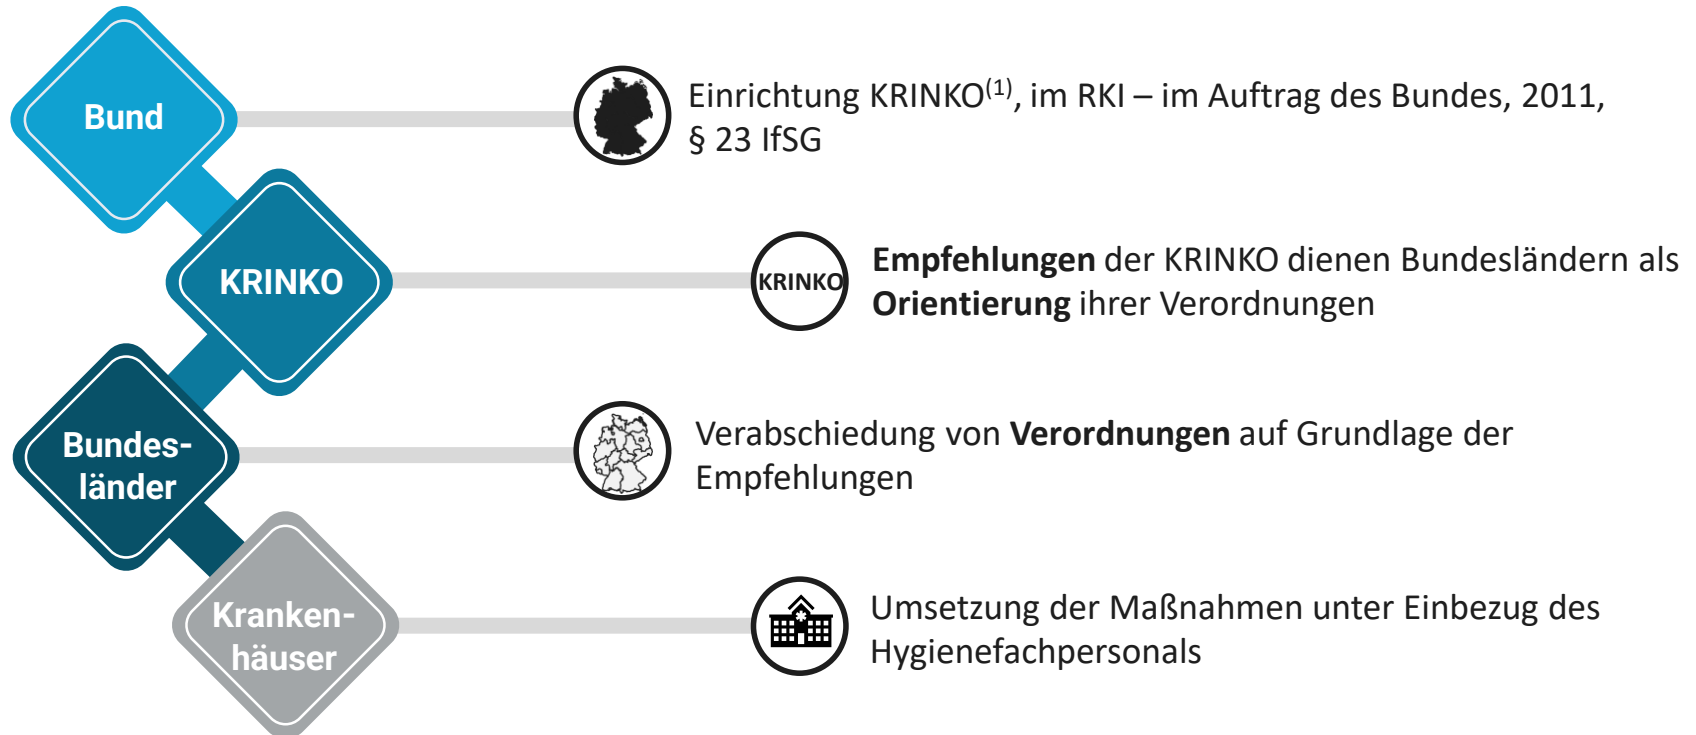 Bund
Einrichtung KRINKO(1), im RKI – im Auftrag des Bundes, 2011,
§ 23 IfSG
KRINKO
KRINKO
Empfehlungen der KRINKO dienen Bundesländern als
Orientierung ihrer Verordnungen
Bundes-
länder
Verabschiedung von Verordnungen auf Grundlage der
Empfehlungen
Kranken-
häuser
Umsetzung der Maßnahmen unter Einbezug des
Hygienefachpersonals